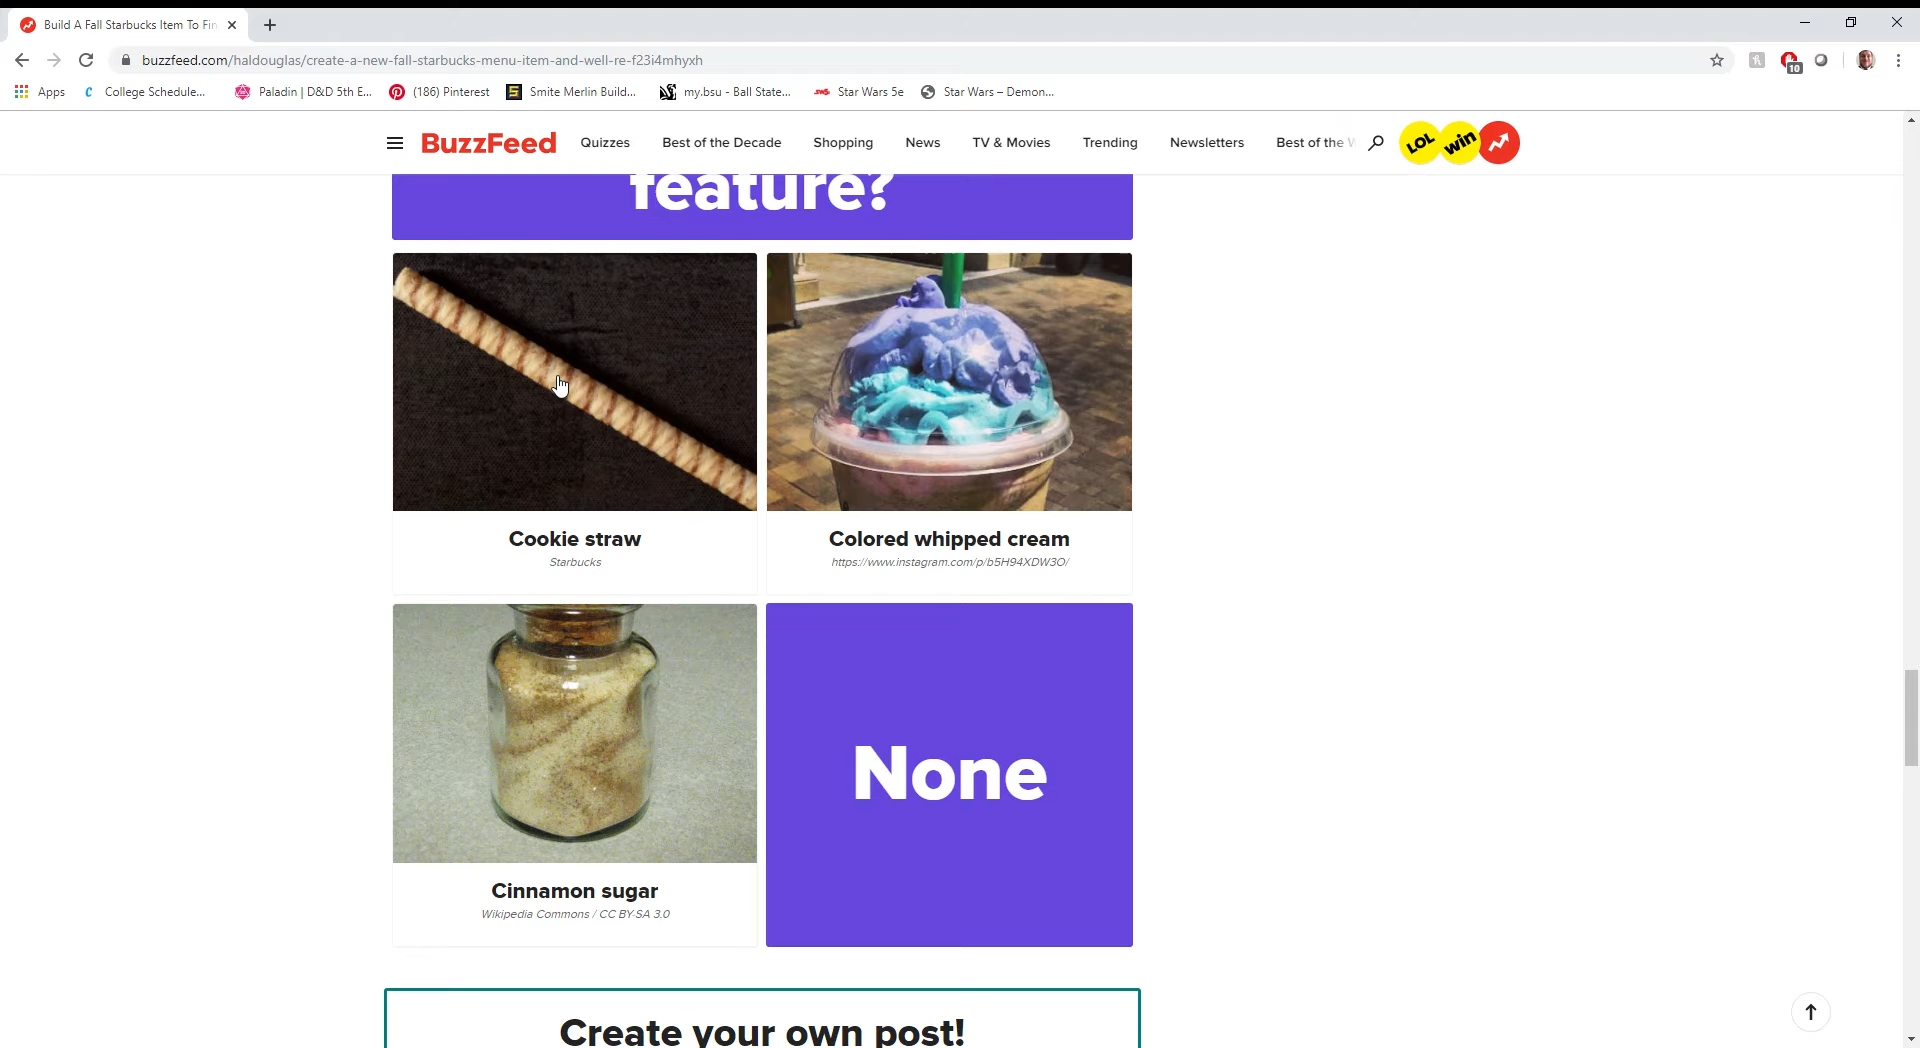 Build A Fall Starbucks Item To Fin
buzzfeed.com/haldouglas/create-a-new-fall-starbucks-menu-item-and-well-re-f23i4mhyxh
10
Apps
College Schedule...
Paladin | D&D 5th E...
(186) Pinterest
Smite Merlin Build...
my.bsu - Ball State...
Star Wars 5e
Star Wars – Demon...
BuzzFeed
Quizzes
Best of the Decade
Shopping
News
TV & Movies
Trending
Newsletters
Best of the W
LOL
win
feature?
Cookie straw
Starbucks
Colored whipped cream
https://www.instagram.com/p/b5H94XDW3O/
Cinnamon sugar
Wikipedia Commons / CC BY-SA 3.0
None
Create your own post!